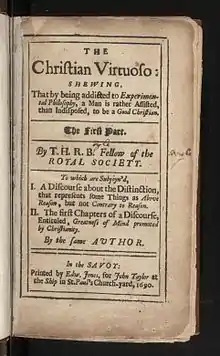 THE
Christian Virtuoso:
SHEWING,
That by being addicted to Experimen-
tal Philosophy, a Man is rather Assisted,
than Indisposed, to be a Good Christian.
The First Part.
By T. H. R. B. Fellow of the
ROYAL SOCIETY.
To which are Subjoyn'd,
I. A Discourse about the Distinction,
that represents some Things as Above
Reason, but not Contrary to Reason.
II. The first Chapters of a Discourse,
Entituled, Greatness of Mind promoted
by Christianity.
By the same AUTHOR.
In the SAVOY:
Printed by Edw. Jones, for John Taylor at
the Ship in St. Paul's Church-yard, 1690.